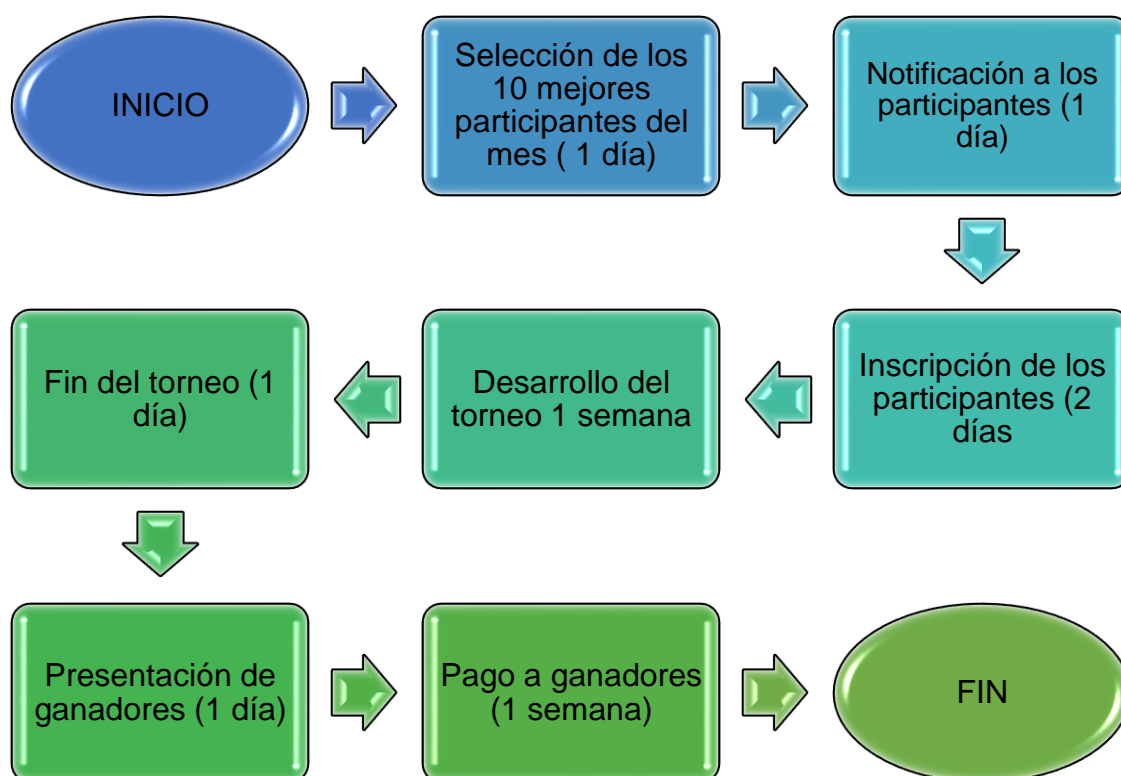 INICIO
Selección de los
10 mejores
participantes del
mes ( 1 día)
Notificación a los
participantes (1
día)
Inscripción de los
participantes (2
días
Desarrollo del
torneo 1 semana
Fin del torneo (1
día)
Presentación de
ganadores (1 día)
Pago a ganadores
(1 semana)
FIN